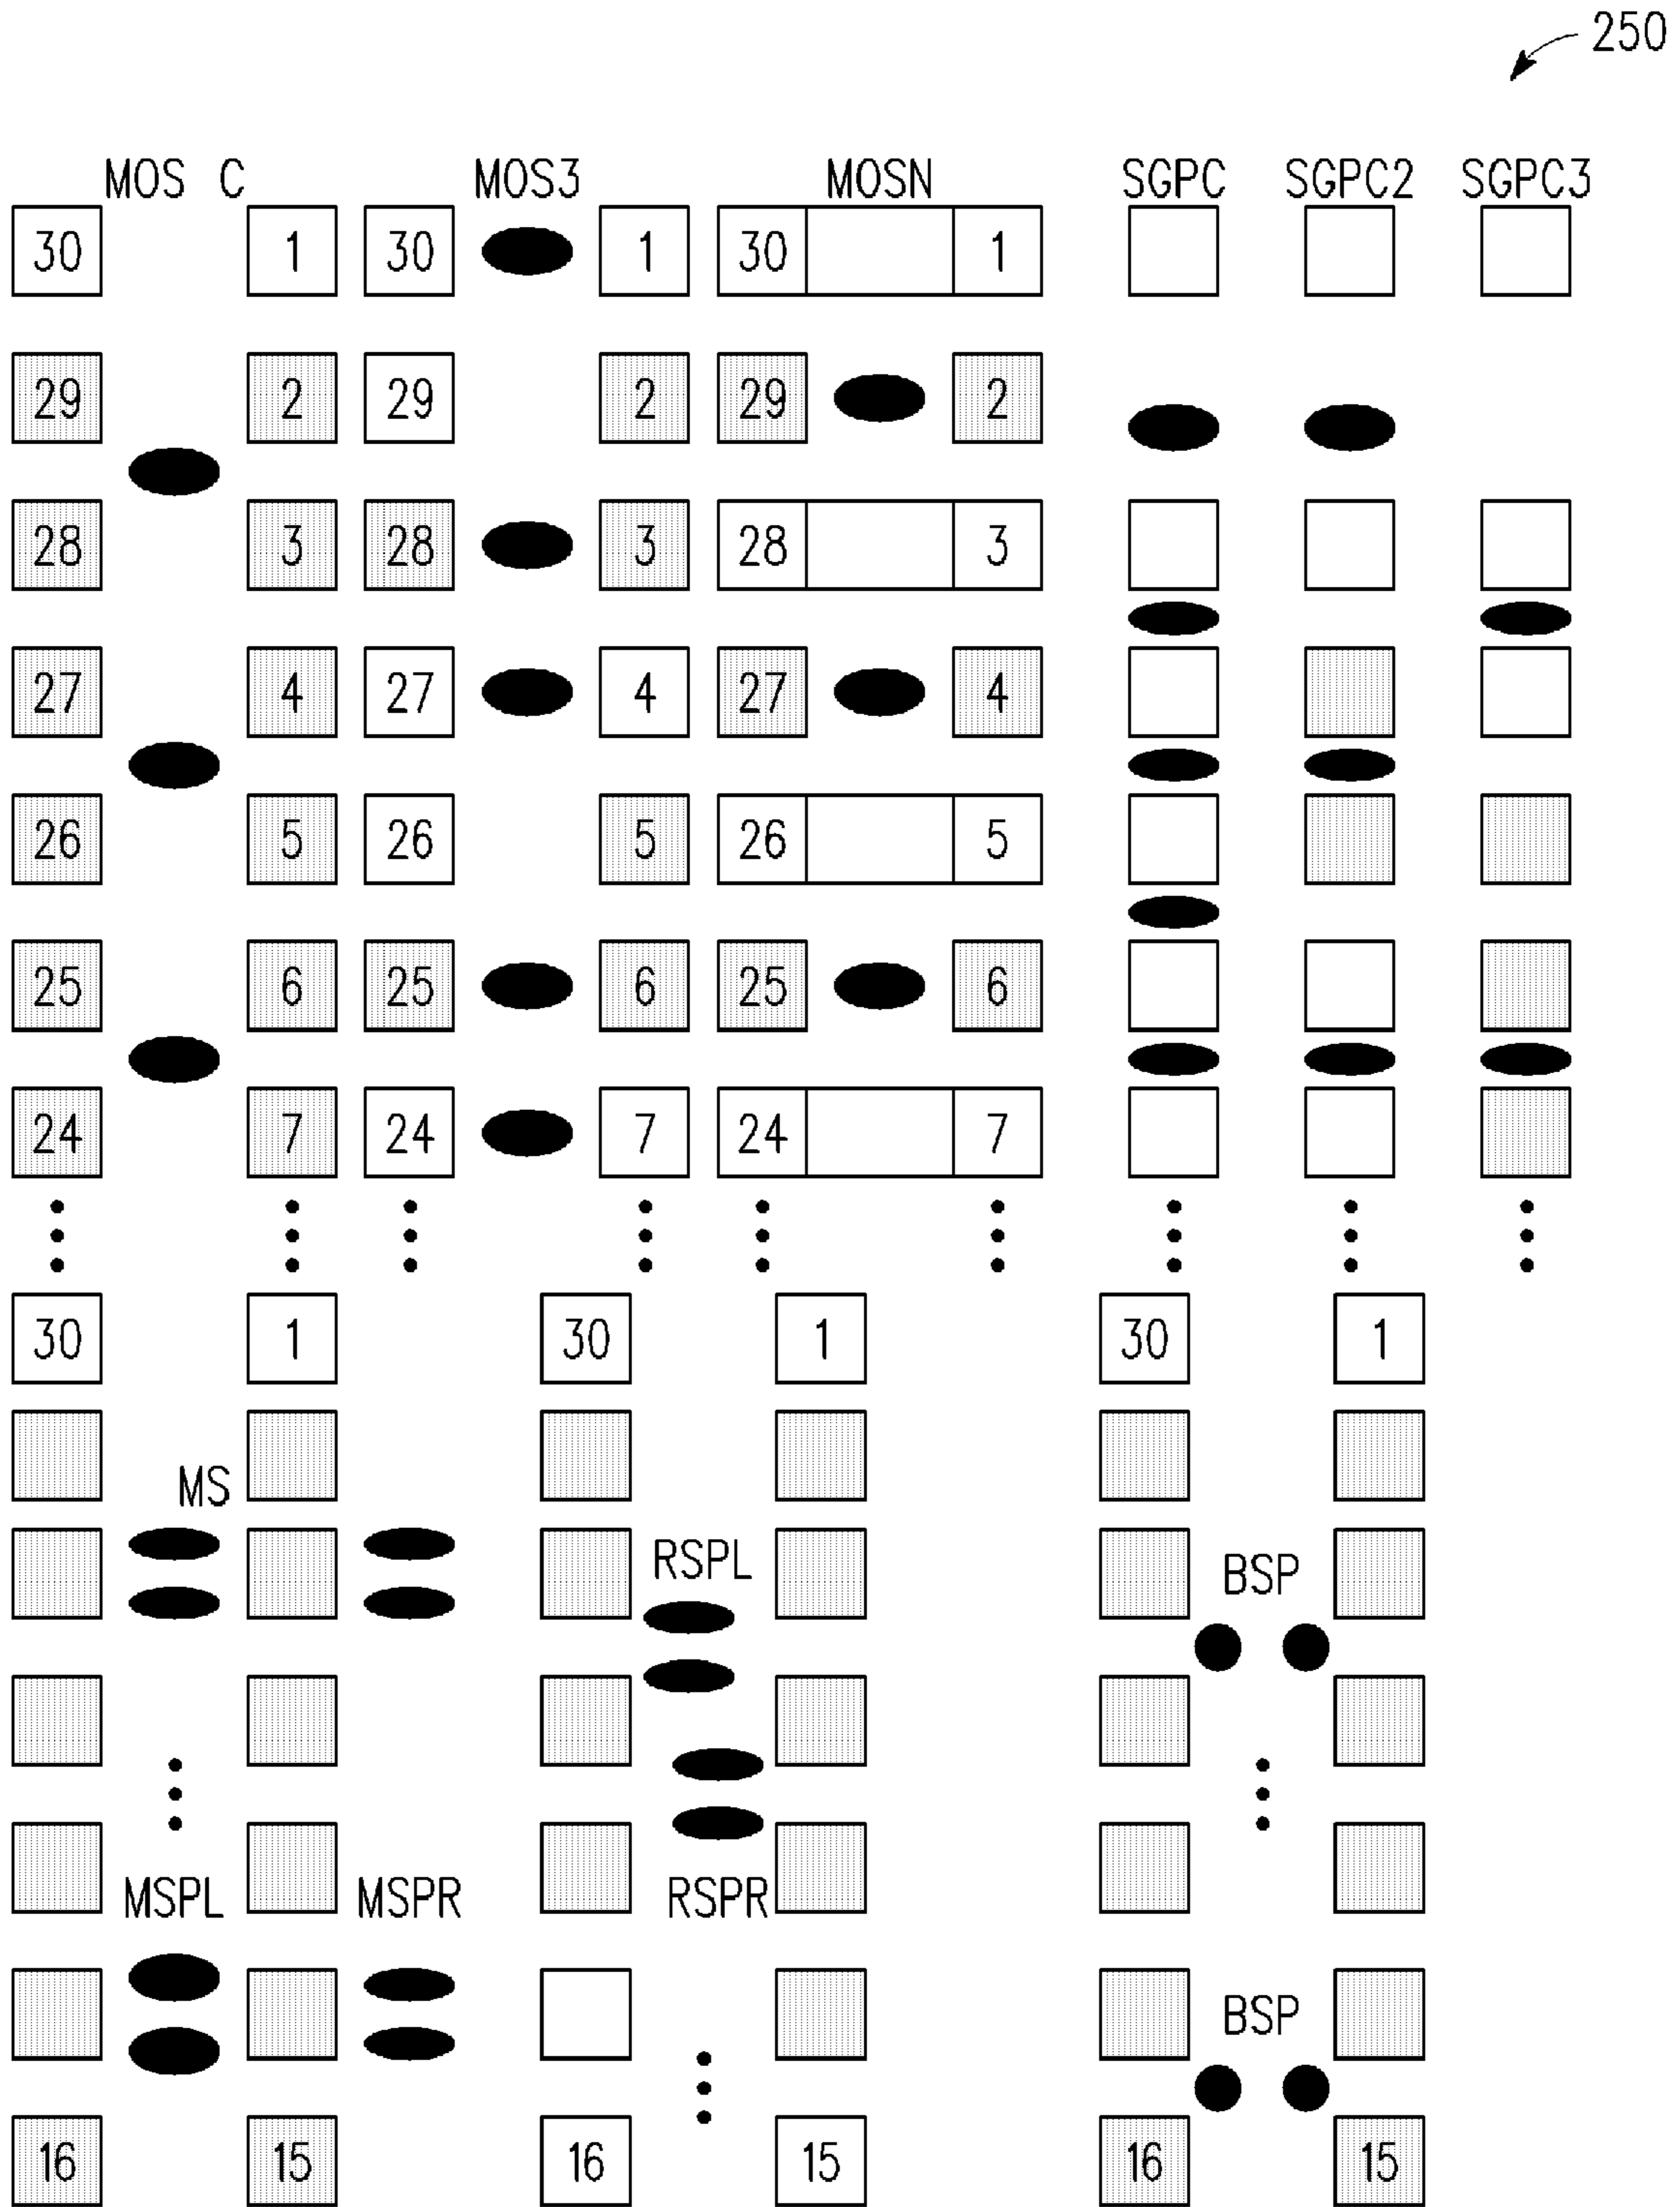 250
MOS C MOS3 MOSN SGPC SGPC2 SGPC3
30 1 30 1 30 1
29 2 29 2 29 2
28 3 28 3 28 3
27 4 27 4 27 4
26 5 26 5 26 5
25 6 25 6 25 6
24 7 24 7 24 7
30 1 30 1 30 1
MS
RSPL BSP
MSPL MSPR RSPR
BSP
16 15 16 15 16 15